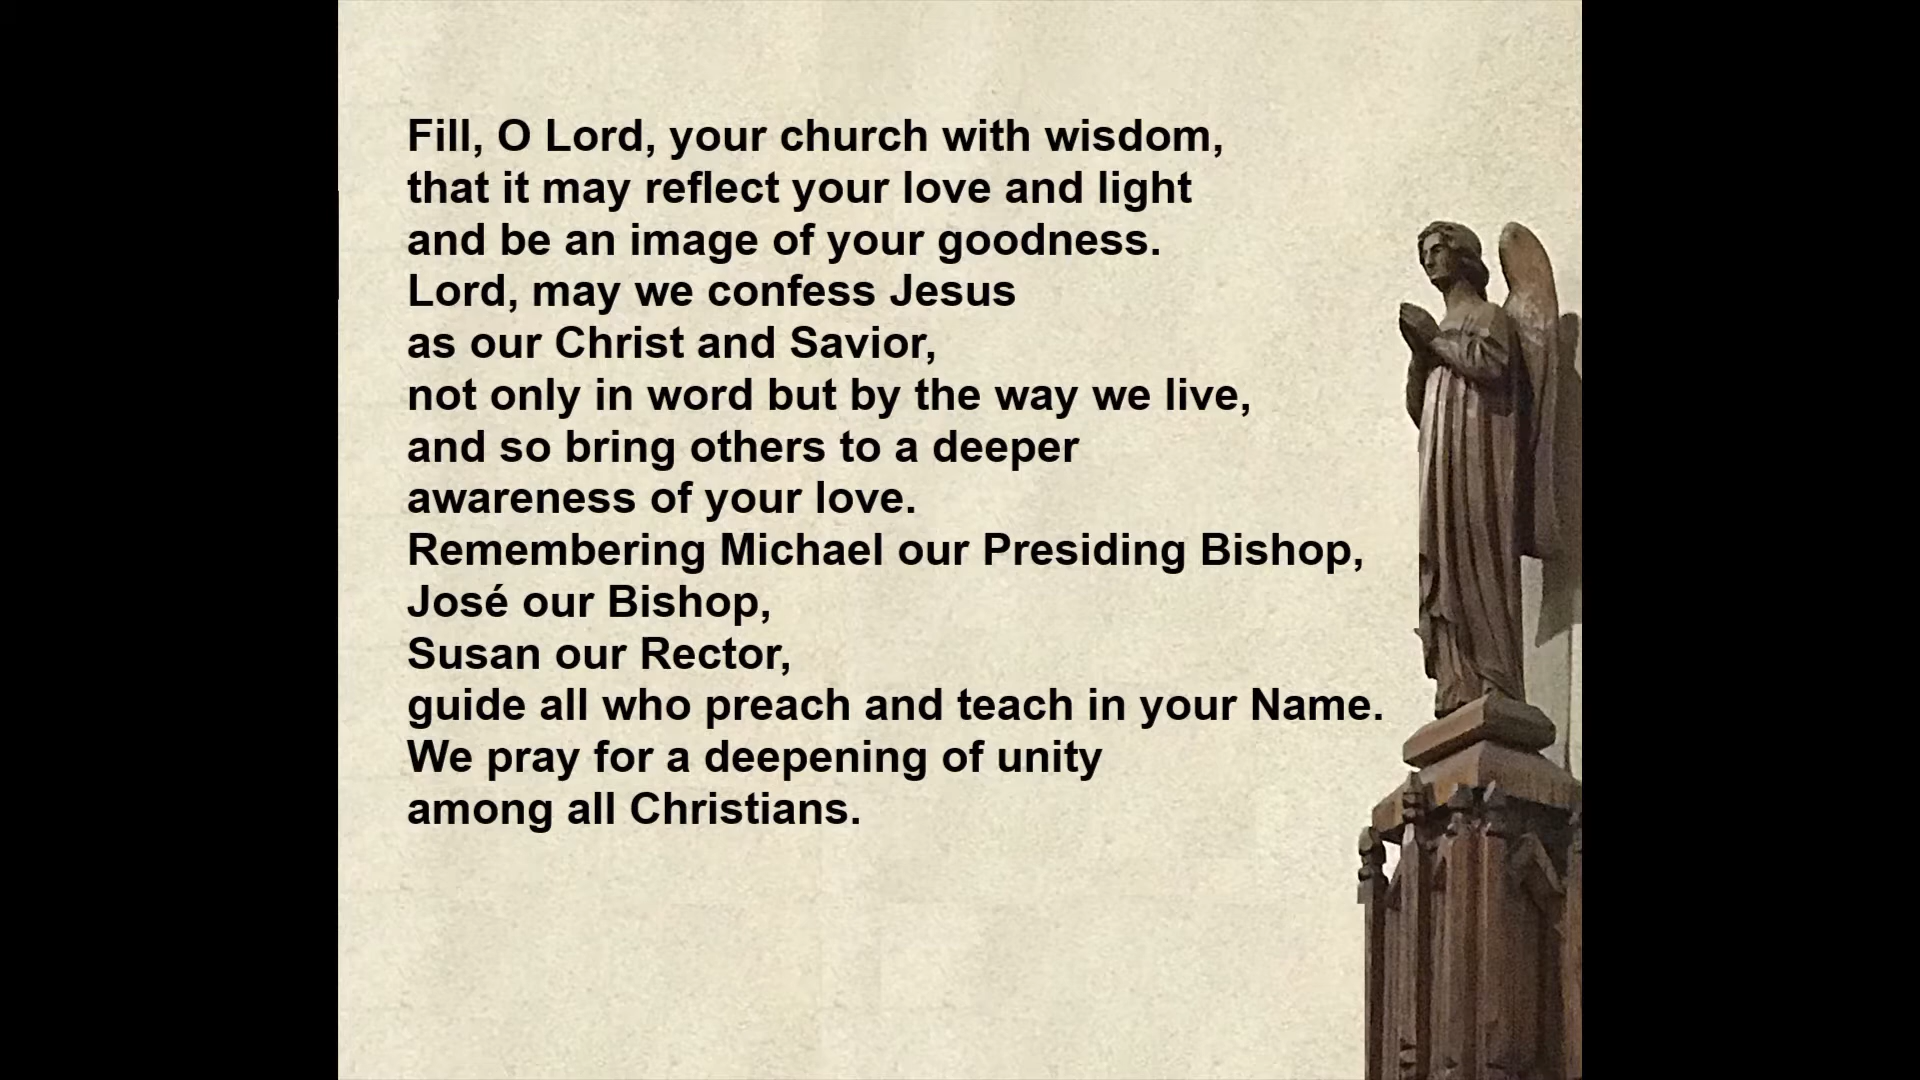 Fill, O Lord, your church with wisdom,
that it may reflect your love and light
and be an image of your goodness.
Lord, may we confess Jesus
as our Christ and Savior,
not only in word but by the way we live,
and so bring others to a deeper
awareness of your love.
Remembering Michael our Presiding Bishop,
José our Bishop,
Susan our Rector,
guide all who preach and teach in your Name.
We pray for a deepening of unity
among all Christians.